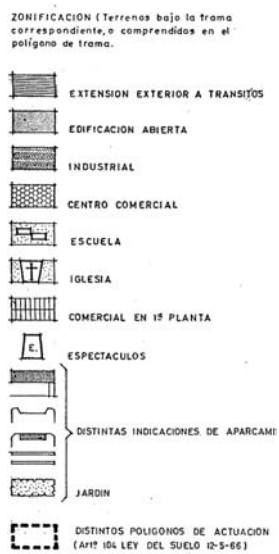 ZONIFICACION (Terrenos bajo la trama
correspondiente, o comprendidos en el
polígono de trama.
EXTENSION EXTERIOR A TRANSITOS
EDIFICACION ABIERTA
INDUSTRIAL
CENTRO COMERCIAL
ESCUELA
IGLESIA
COMERCIAL EN 1ª PLANTA
E.
ESPECTACULOS
DISTINTAS INDICACIONES DE APARCAMI
JARDIN
DISTINTOS POLIGONOS DE ACTUACION
(Artº 104 LEY DEL SUELO 12-5-66)